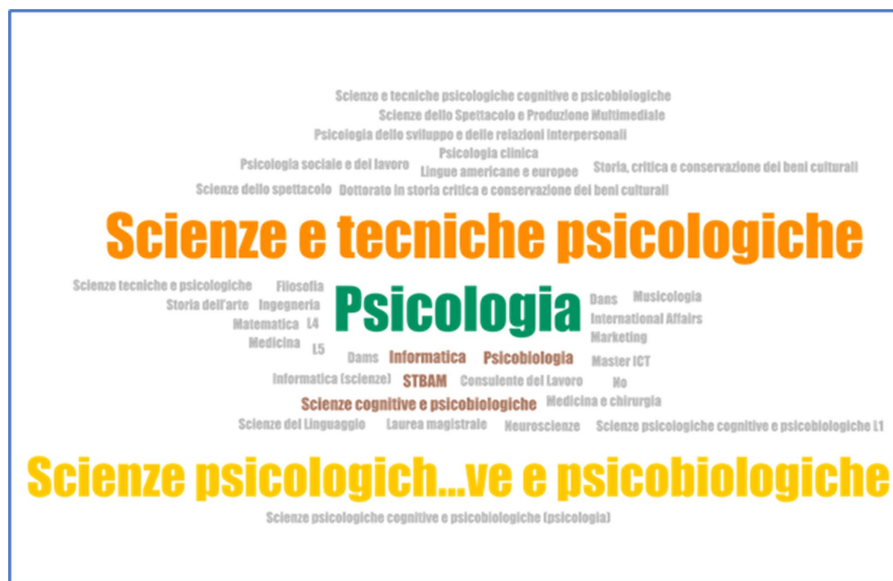 Scienze e tecniche psicologiche cognitive e psicobiologiche
Scienze dello Spettacolo e Produzione Multimediale
Psicologia dello sviluppo e delle relazioni interpersonali
Psicologia clinica
Psicologia sociale e del lavoro
Lingue americane e europee
Storia, critica e conservazione dei beni culturali
Scienze dello spettacolo
Dottorato in storia critica e conservazione dei beni culturali
Scienze e tecniche psicologiche
Scienze tecniche e psicologiche
Filosofia
Psicologia
Dans
Musicologia
Storia dell'arte
Ingegneria
International Affairs
Matematica
L4
Marketing
Medicina
L5
Dams
Informatica
Psicobiologia
Master ICT
Informatica (scienze)
STBAM
Consulente del Lavoro
No
Scienze cognitive e psicobiologiche
Medicina e chirurgia
Scienze del Linguaggio
Laurea magistrale
Neuroscienze
Scienze psicologiche cognitive e psicobiologiche L1
Scienze psicologich...ve e psicobiologiche
Scienze psicologiche cognitive e psicobiologiche (psicologia)